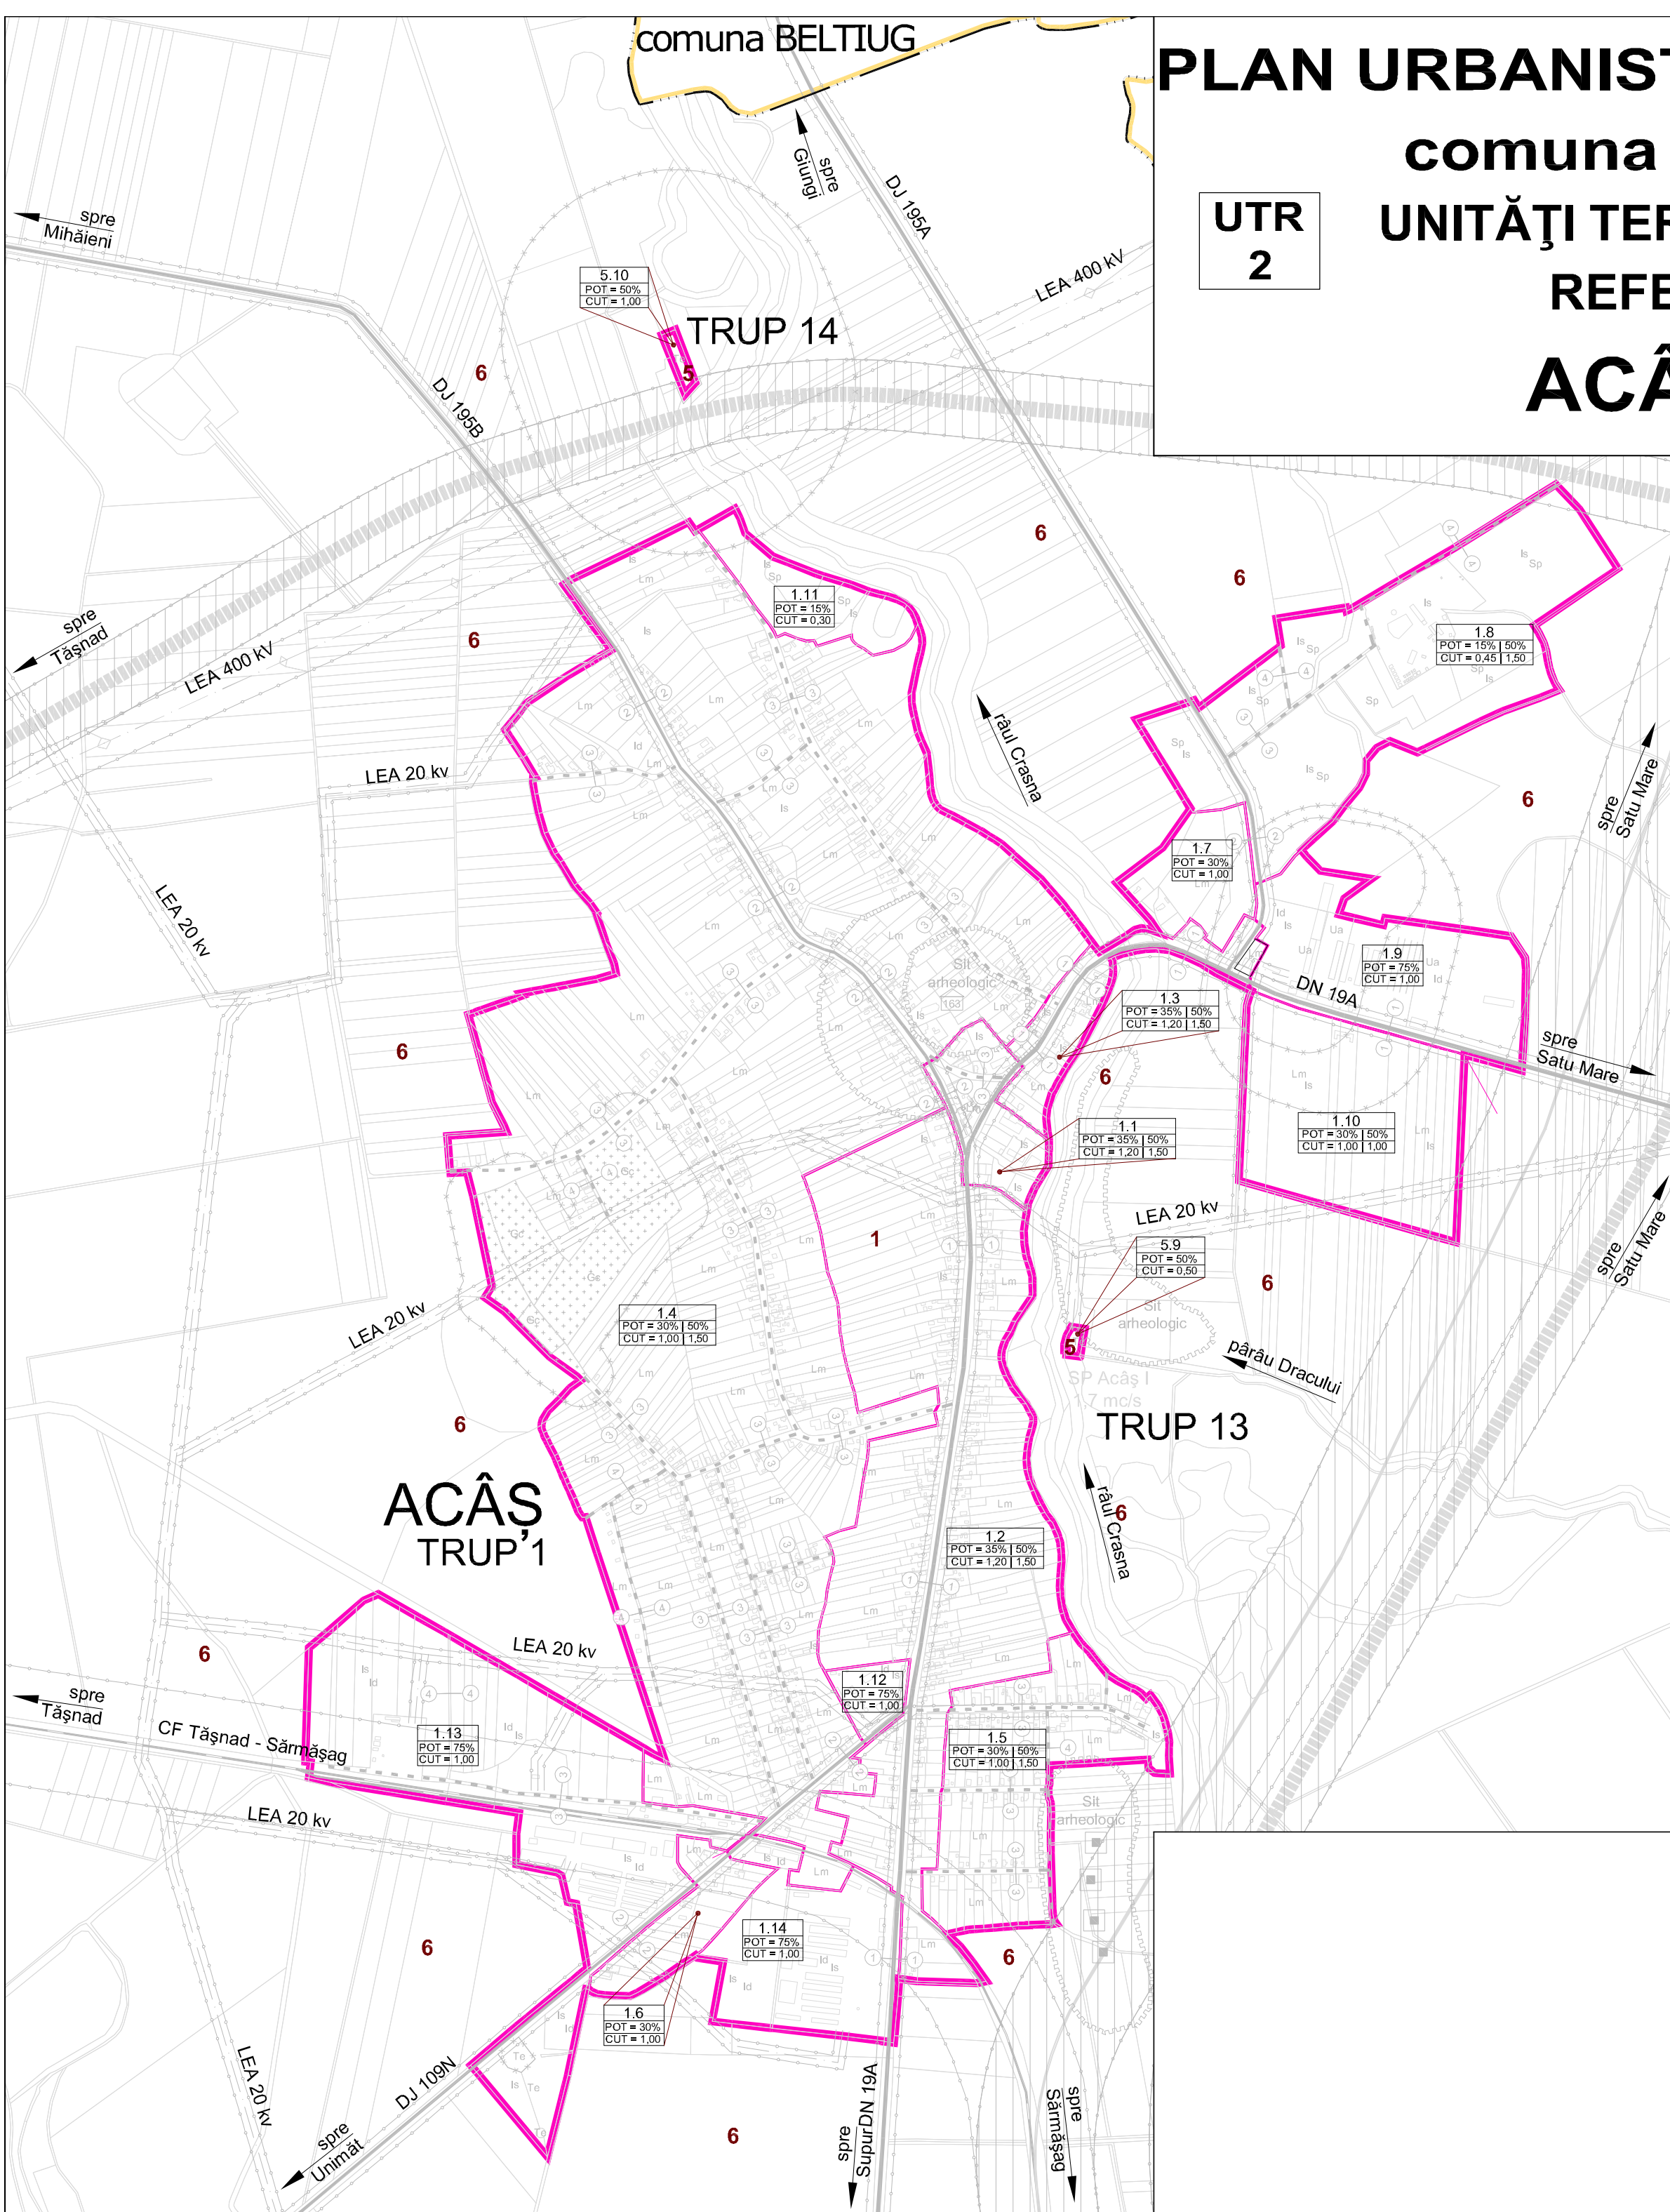 comuna BELTIUG
PLAN URBANIST
comuna
UTR
2
UNITĂŢI TER
REFE
ACÂ
spre
Giungi
DJ 195A
spre
Mihăieni
LEA 400 kV
5.10
POT = 50%
CUT = 1,00
TRUP 14
5
6
DJ 195B
6
6
spre
Tăşnad
LEA 400 kV
6
1.11
POT = 15%
CUT = 0,30
1.8
POT = 15% | 50%
CUT = 0,45 | 1,50
râul Crasna
LEA 20 kv
6
spre
Satu Mare
1.7
POT = 30%
CUT = 1,00
LEA 20 kv
1.9
POT = 75%
CUT = 1,00
Sit
arheologic
163
DN 19A
1.3
POT = 35% | 50%
CUT = 1,20 | 1,50
spre
Satu Mare
6
6
1.1
POT = 35% | 50%
CUT = 1,20 | 1,50
1.10
POT = 30% | 50%
CUT = 1,00 | 1,00
LEA 20 kv
1
spre
Satu Mare
5.9
POT = 50%
CUT = 0,50
6
Sit
arheologic
5
LEA 20 kv
1.4
POT = 30% | 50%
CUT = 1,00 | 1,50
pârâu Dracului
SP Acâş I
1,7 mc/s
6
TRUP 13
ACÂȘ
TRUP 1
râul Crasna
6
1.2
POT = 35% | 50%
CUT = 1,20 | 1,50
6
LEA 20 kv
spre
Tăşnad
1.12
POT = 75%
CUT = 1,00
CF Tăşnad - Sărmăşag
1.13
POT = 75%
CUT = 1,00
1.5
POT = 30% | 50%
CUT = 1,00 | 1,50
LEA 20 kv
Sit
arheologic
6
1.14
POT = 75%
CUT = 1,00
6
1.6
POT = 30%
CUT = 1,00
LEA 20 kv
DJ 109N
spre
Unimăt
6
spre
Supur
DN 19A
spre
Sărmăşag